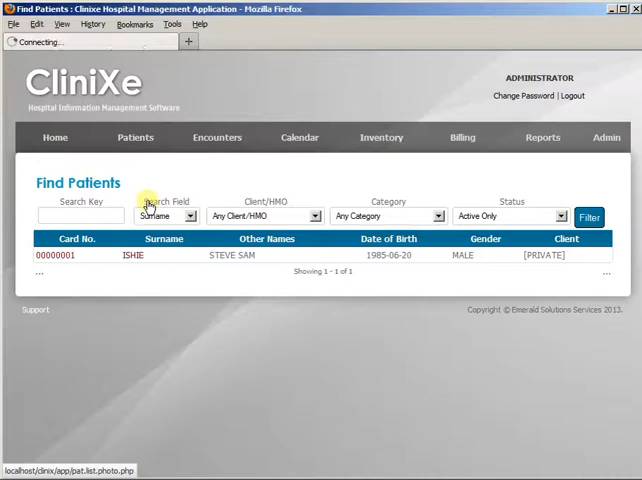 Find Patients : Clinixe Hospital Management Application - Mozilla Firefox
File Edit View History Bookmarks Tools Help
Connecting...
CliniXe
Hospital Information Management Software
ADMINISTRATOR
Change Password | Logout
Home Patients Encounters Calendar Inventory Billing Reports Admin
Find Patients
Search Key Search Field Client/HMO Category Status
Surname Any Client/HMO Any Category Active Only Filter
Card No. Surname Other Names Date of Birth Gender Client
00000001 ISHIE STEVE SAM 1985-06-20 MALE [PRIVATE]
... Showing 1 - 1 of 1 ...
Support Copyright © Emerald Solutions Services 2013.
localhost/clinix/app/pat.list.photo.php